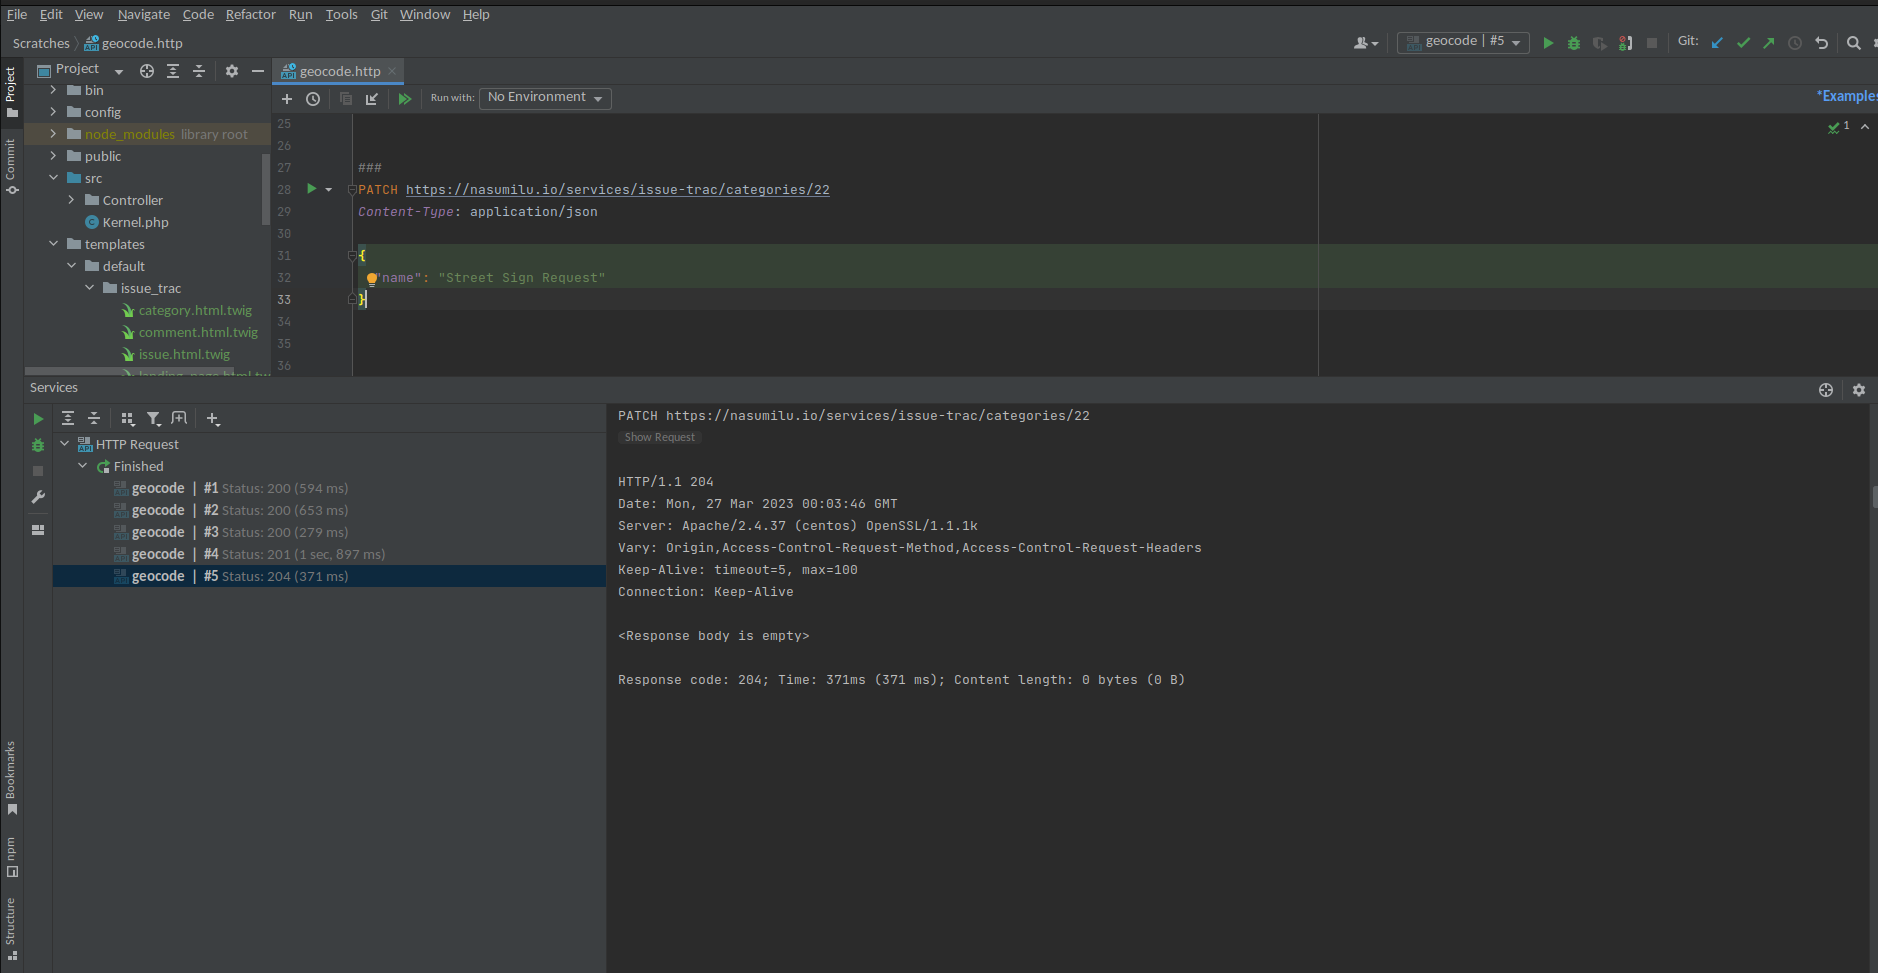 File Edit View Navigate Code Refactor Run Tools Git Window Help
Scratches geocode.http
geocode | #5
Git:
Project
geocode.http
Run with: No Environment
*Examples
Project
Commit
Bookmarks
npm
Structure
bin
config
node_modules library root
public
src
Controller
Kernel.php
templates
default
issue_trac
category.html.twig
comment.html.twig
issue.html.twig
landing_page.html.tw
1
25
26
27 ###
28 PATCH https://nasumilu.io/services/issue-trac/categories/22
29 Content-Type: application/json
30
31 {
32 "name": "Street Sign Request"
33 }
34
35
36
Services
HTTP Request
Finished
geocode | #1 Status: 200 (594 ms)
geocode | #2 Status: 200 (653 ms)
geocode | #3 Status: 200 (279 ms)
geocode | #4 Status: 201 (1 sec, 897 ms)
geocode | #5 Status: 204 (371 ms)
PATCH https://nasumilu.io/services/issue-trac/categories/22
Show Request
HTTP/1.1 204
Date: Mon, 27 Mar 2023 00:03:46 GMT
Server: Apache/2.4.37 (centos) OpenSSL/1.1.1k
Vary: Origin,Access-Control-Request-Method,Access-Control-Request-Headers
Keep-Alive: timeout=5, max=100
Connection: Keep-Alive
<Response body is empty>
Response code: 204; Time: 371ms (371 ms); Content length: 0 bytes (0 B)